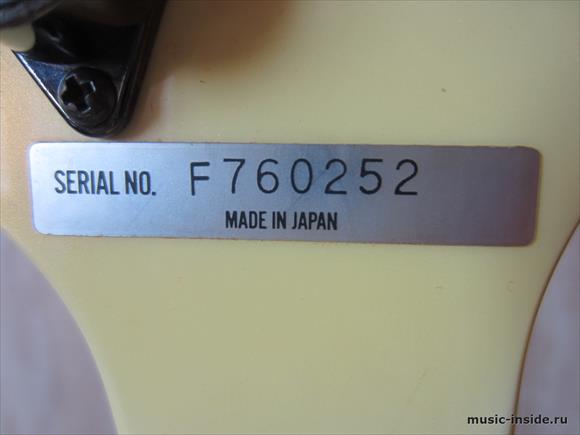 SERIAL NO. F760252
MADE IN JAPAN
music-inside.ru